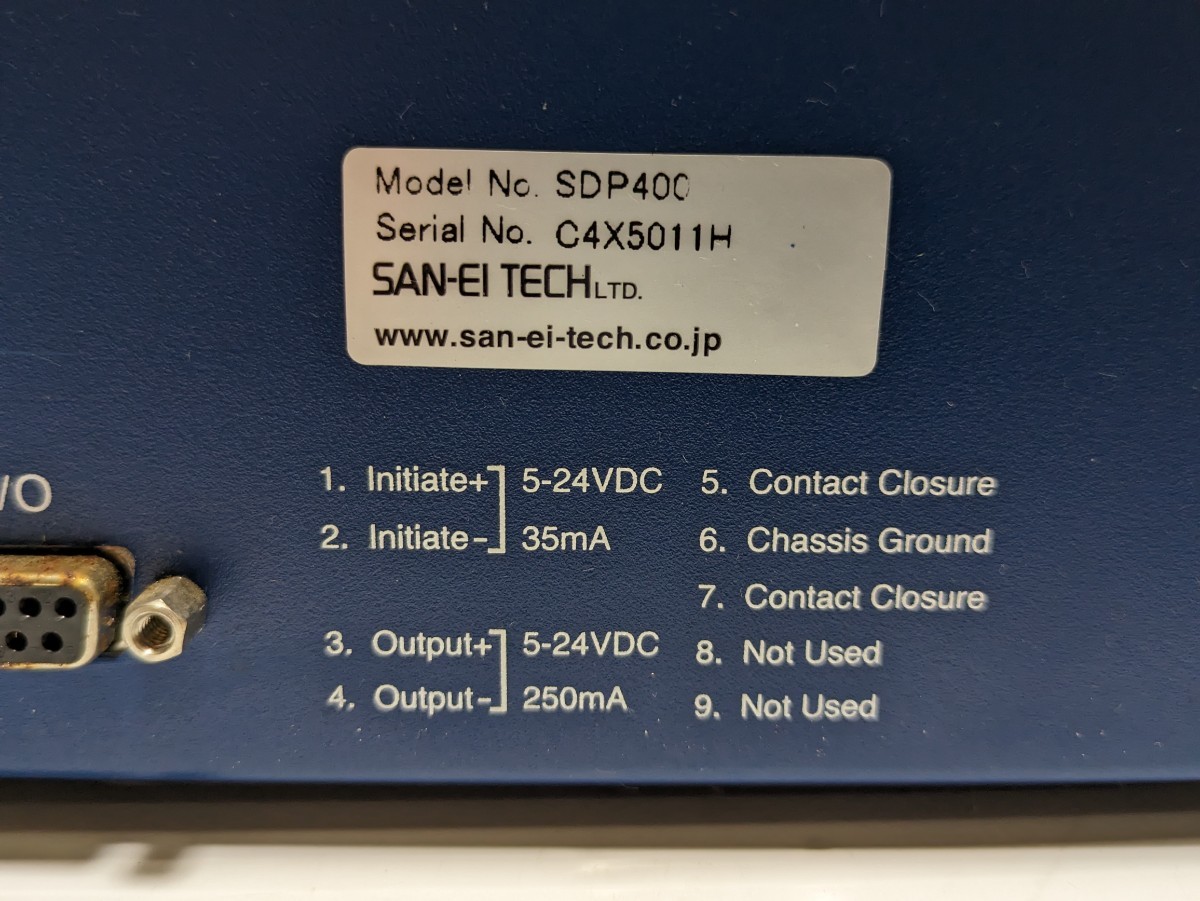 Model No. SDP400
Serial No. C4X5011H
SAN-EI TECH LTD.
www.san-ei-tech.co.jp
/O
1. Initiate+ 5-24VDC
2. Initiate- 35mA
3. Output+ 5-24VDC
4. Output- 250mA
5. Contact Closure
6. Chassis Ground
7. Contact Closure
8. Not Used
9. Not Used